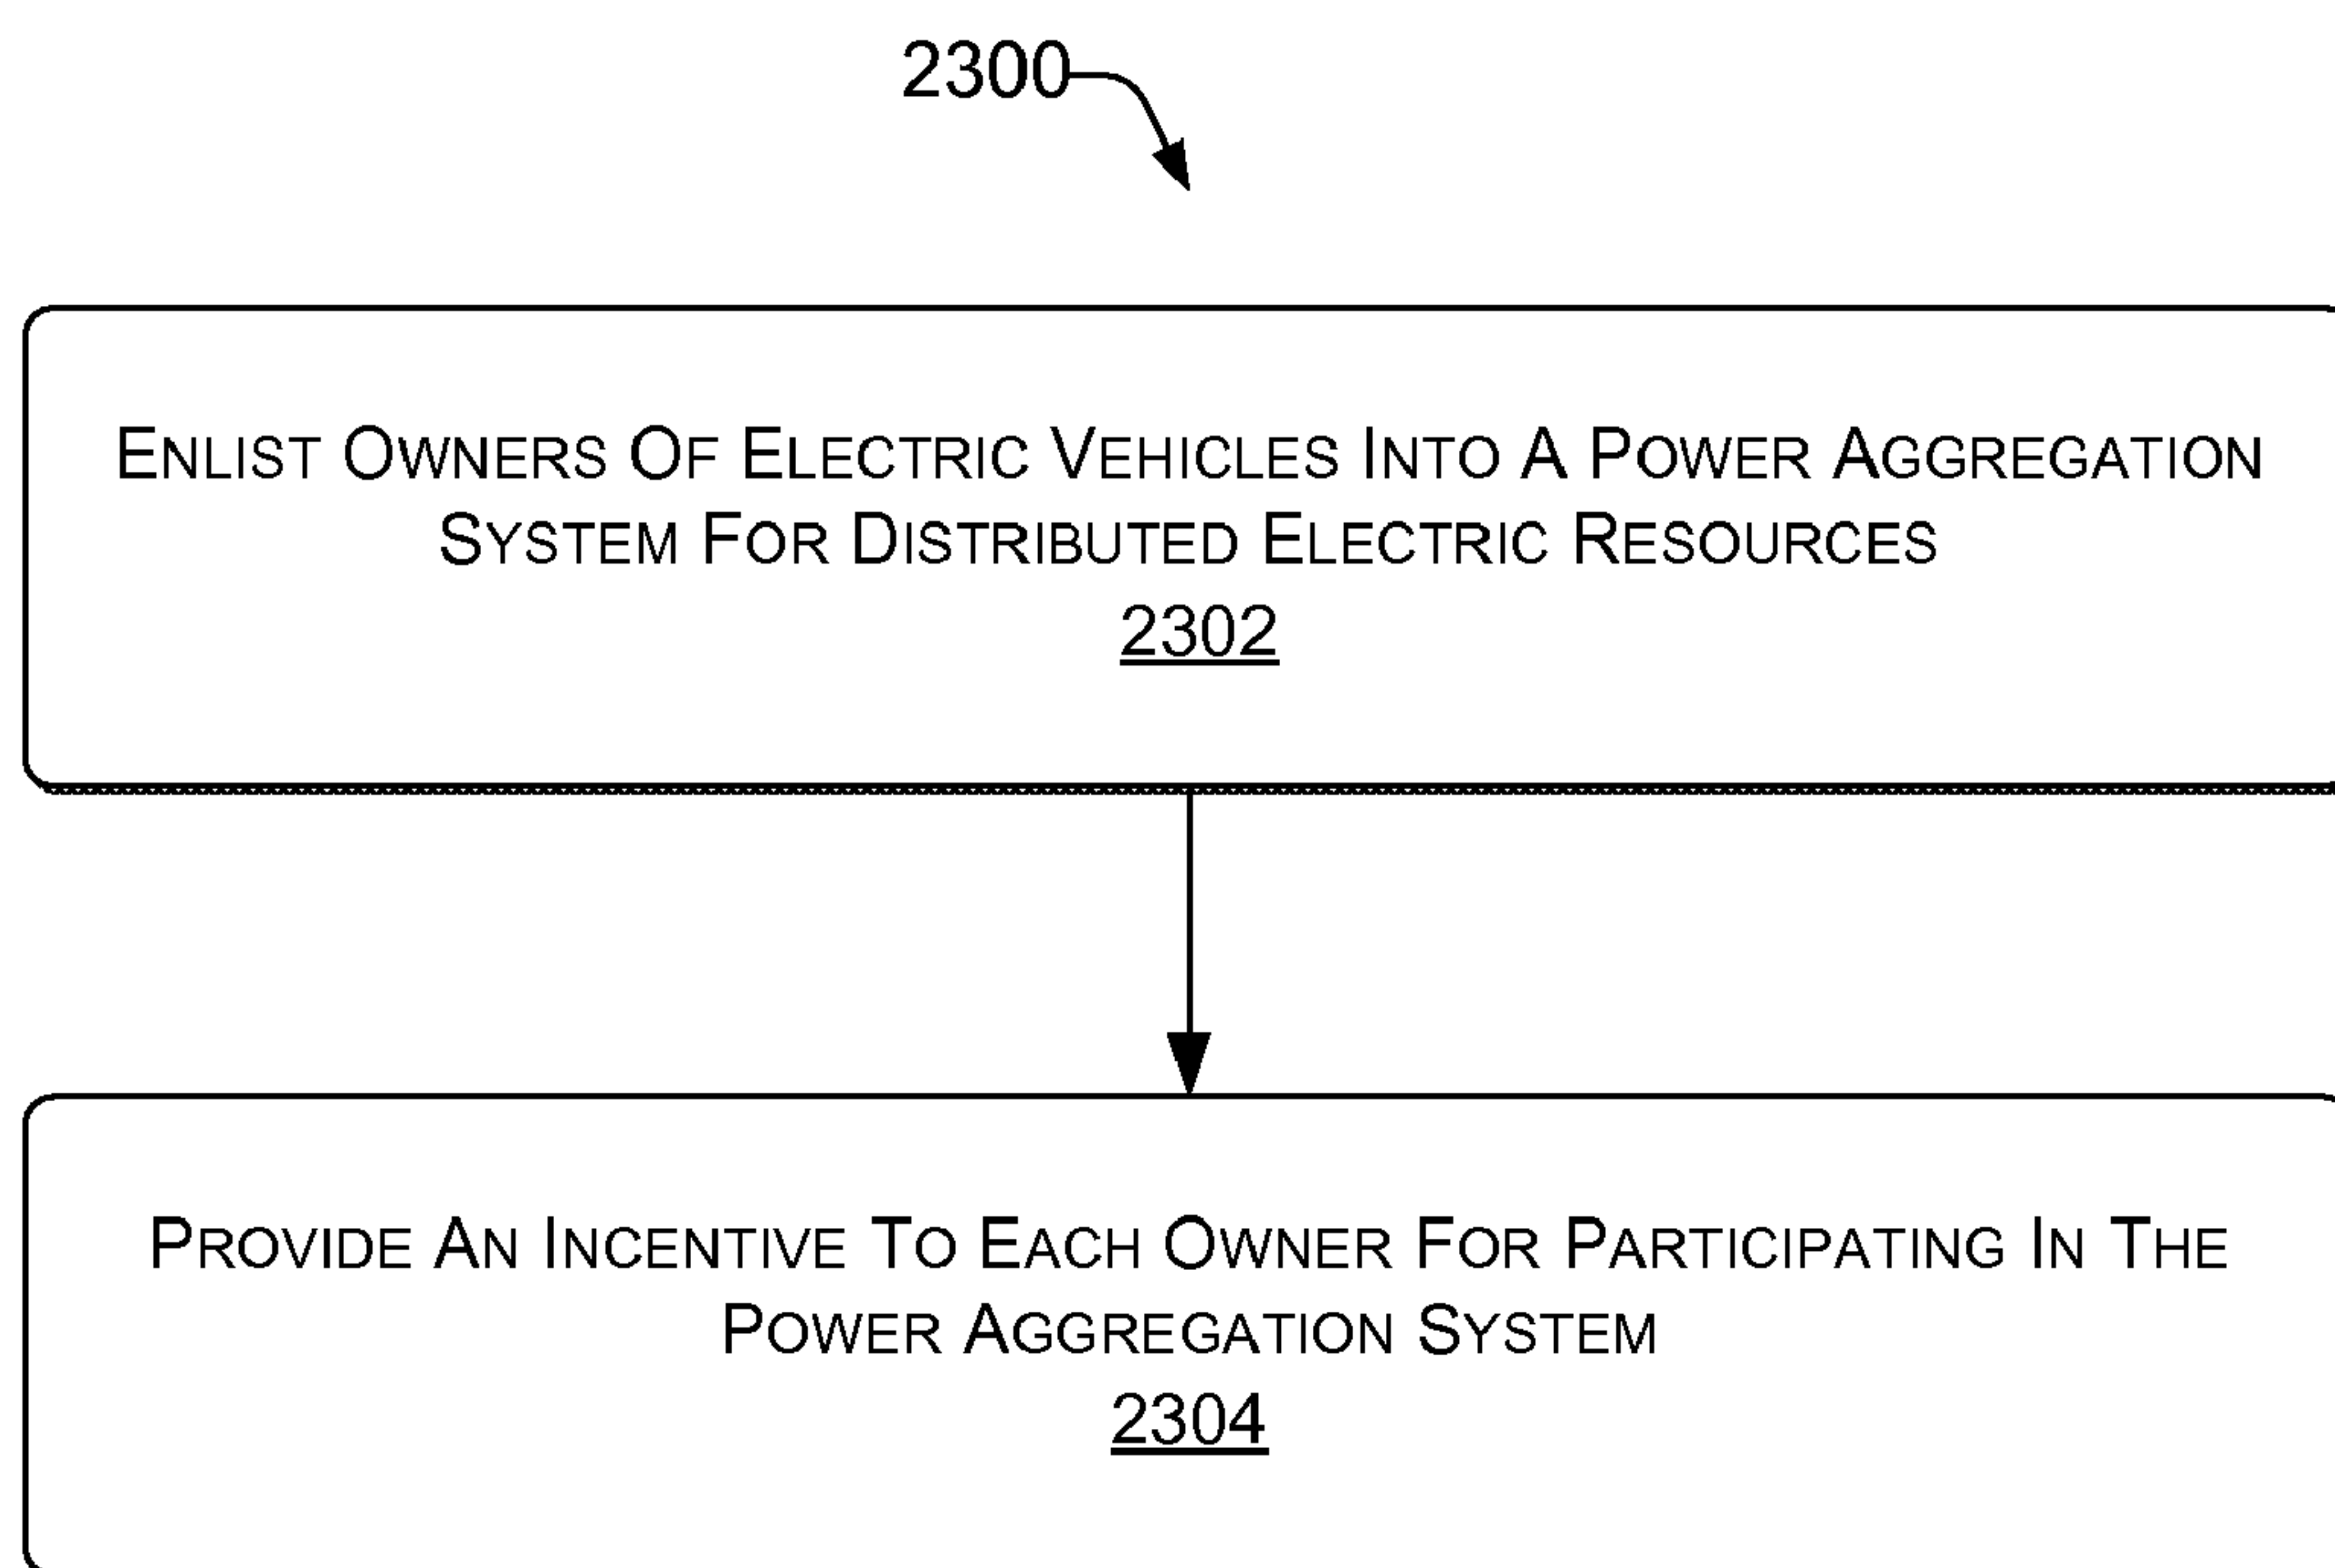 2300
ENLIST OWNERS OF ELECTRIC VEHICLES INTO A POWER AGGREGATION
SYSTEM FOR DISTRIBUTED ELECTRIC RESOURCES
2302
PROVIDE AN INCENTIVE TO EACH OWNER FOR PARTICIPATING IN THE
POWER AGGREGATION SYSTEM
2304